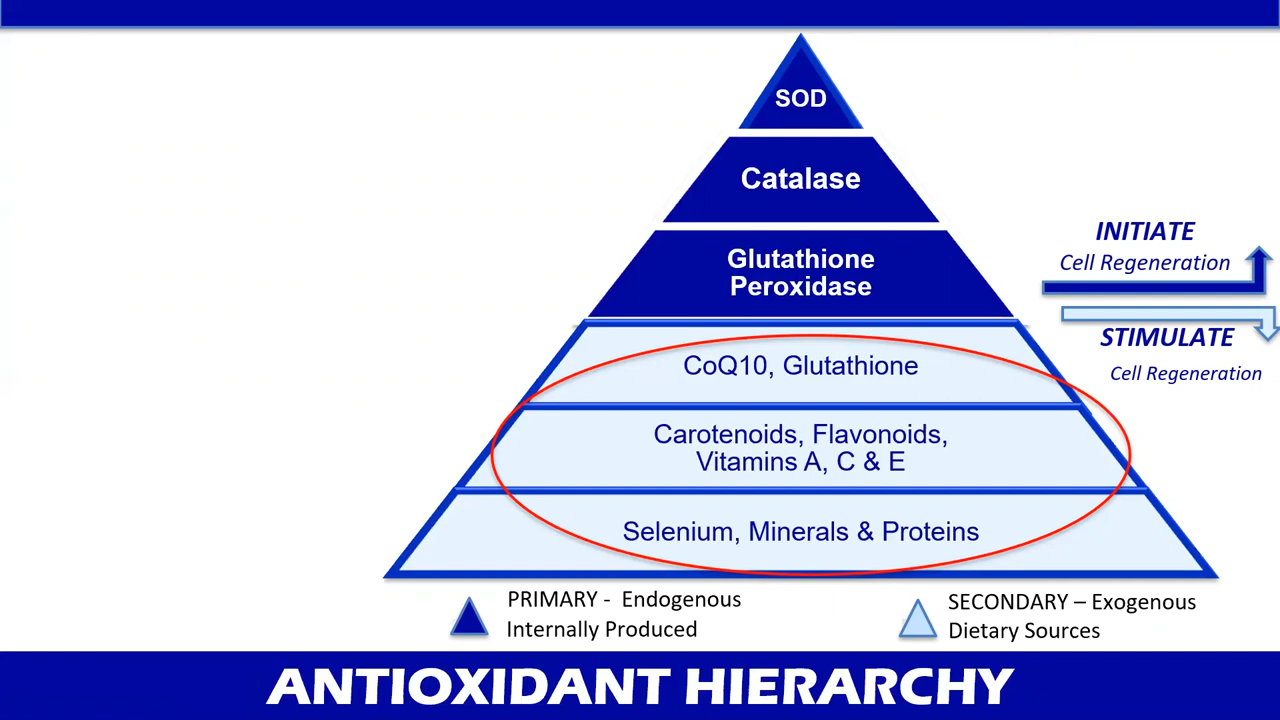 SOD
Catalase
Glutathione
Peroxidase
INITIATE
Cell Regeneration
STIMULATE
Cell Regeneration
CoQ10, Glutathione
Carotenoids, Flavonoids,
Vitamins A, C & E
Selenium, Minerals & Proteins
PRIMARY - Endogenous
Internally Produced
SECONDARY – Exogenous
Dietary Sources
ANTIOXIDANT HIERARCHY